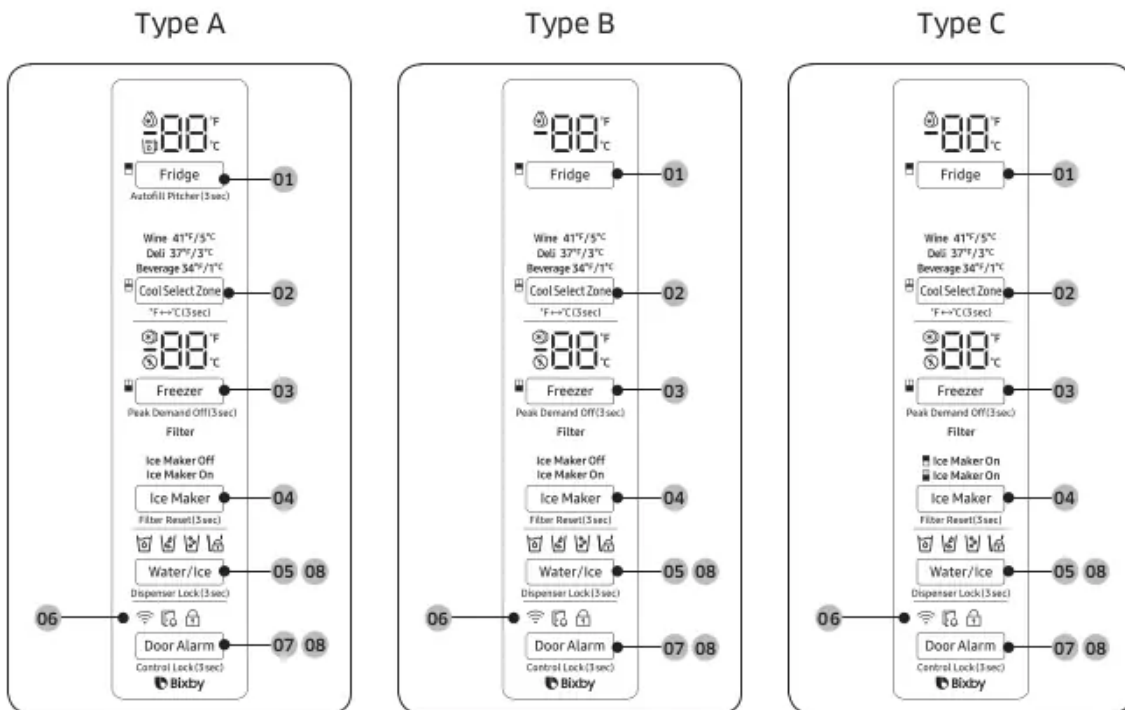 Type A
88 °F
°C
Fridge 01
Autofill Pitcher(3sec)
Wine 41°F/5°C
Deli 37°F/3°C
Beverage 34°F/1°C
Cool Select Zone 02
°F↔°C(3sec)
88 °F
°C
Freezer 03
Peak Demand Off(3sec)
Filter
Ice Maker Off
Ice Maker On
Ice Maker 04
Filter Reset(3sec)
Water/Ice 05 08
Dispenser Lock(3sec)
06
Door Alarm 07 08
Control Lock(3sec)
Bixby
Type B
88 °F
°C
Fridge 01
Wine 41°F/5°C
Deli 37°F/3°C
Beverage 34°F/1°C
Cool Select Zone 02
°F↔°C(3sec)
88 °F
°C
Freezer 03
Peak Demand Off(3sec)
Filter
Ice Maker Off
Ice Maker On
Ice Maker 04
Filter Reset(3sec)
Water/Ice 05 08
Dispenser Lock(3sec)
06
Door Alarm 07 08
Control Lock(3sec)
Bixby
Type C
88 °F
°C
Fridge 01
Wine 41°F/5°C
Deli 37°F/3°C
Beverage 34°F/1°C
Cool Select Zone 02
°F↔°C(3sec)
88 °F
°C
Freezer 03
Peak Demand Off(3sec)
Filter
Ice Maker On
Ice Maker On
Ice Maker 04
Filter Reset(3sec)
Water/Ice 05 08
Dispenser Lock(3sec)
06
Door Alarm 07 08
Control Lock(3sec)
Bixby